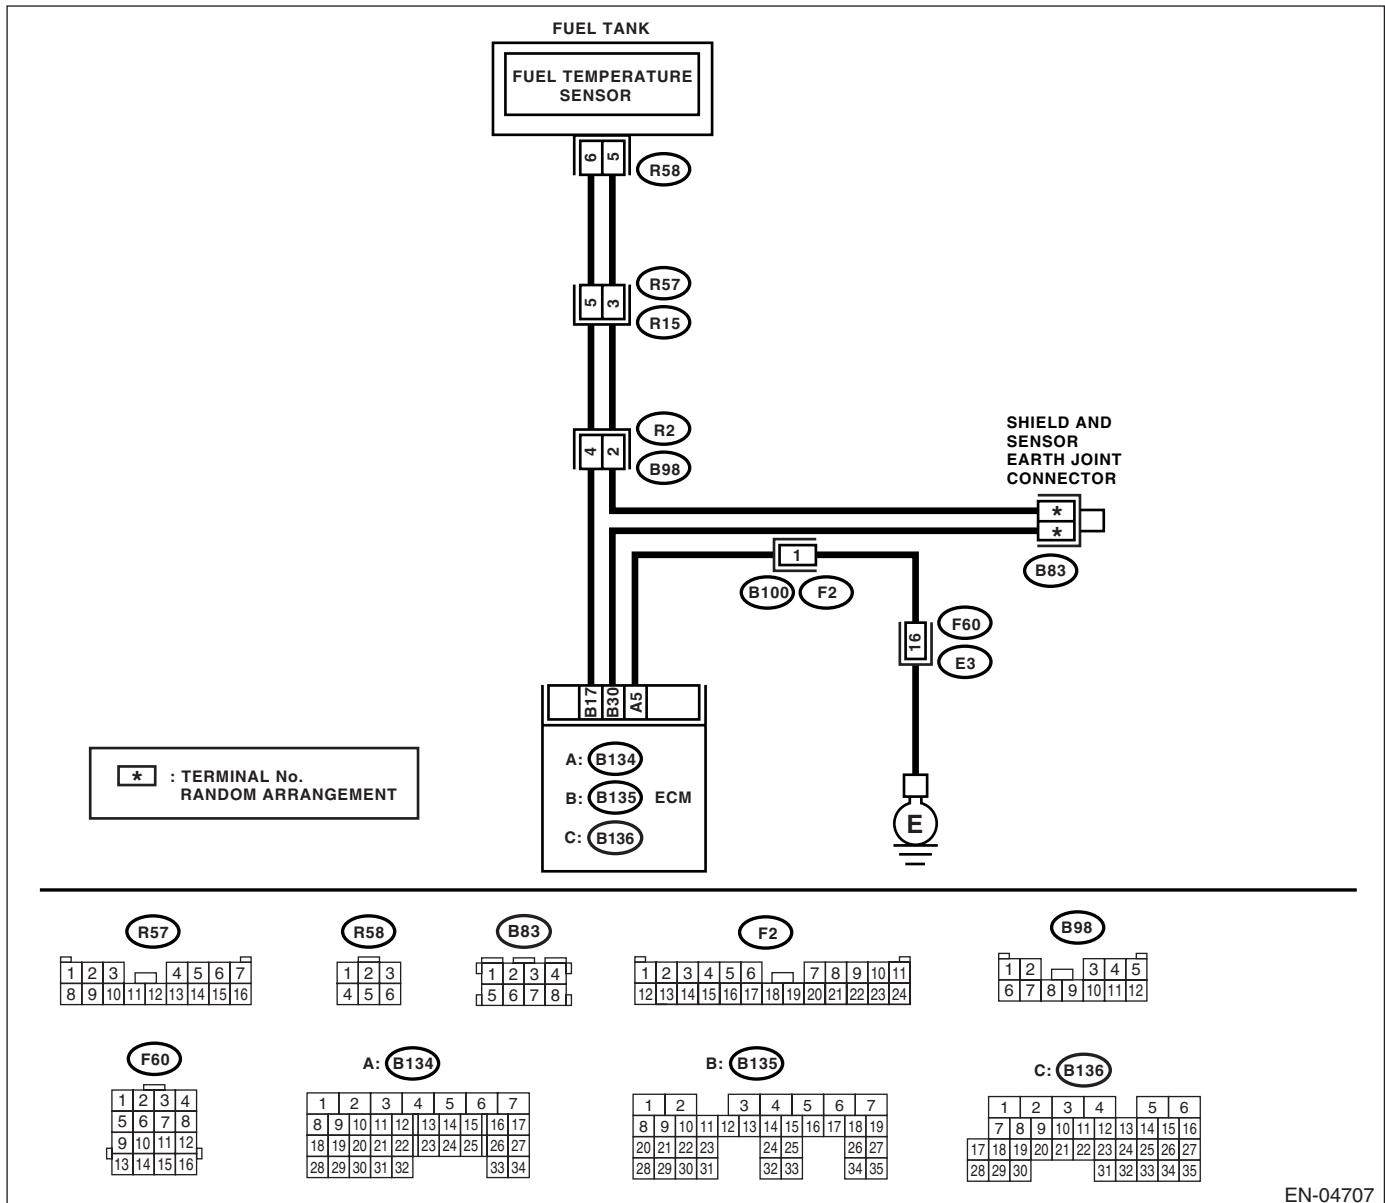 FUEL TANK
FUEL TEMPERATURE
SENSOR
6 5
R58
5 3
R57
R15
4 2
R2
B98
SHIELD AND
SENSOR
EARTH JOINT
CONNECTOR
*
*
B83
1
B100 F2
16
F60
E3
B17 B30 A5
A: B134
B: B135 ECM
C: B136
E
* : TERMINAL No.
RANDOM ARRANGEMENT
R57
1 2 3 4 5 6 7
8 9 10 11 12 13 14 15 16
R58
1 2 3
4 5 6
B83
1 2 3 4
5 6 7 8
F2
1 2 3 4 5 6 7 8 9 10 11
12 13 14 15 16 17 18 19 20 21 22 23 24
B98
1 2 3 4 5
6 7 8 9 10 11 12
F60
1 2 3 4
5 6 7 8
9 10 11 12
13 14 15 16
A: B134
1 2 3 4 5 6 7
8 9 10 11 12 13 14 15 16 17
18 19 20 21 22 23 24 25 26 27
28 29 30 31 32 33 34
B: B135
1 2 3 4 5 6 7
8 9 10 11 12 13 14 15 16 17 18 19
20 21 22 23 24 25 26 27
28 29 30 31 32 33 34 35
C: B136
1 2 3 4 5 6
7 8 9 10 11 12 13 14 15 16
17 18 19 20 21 22 23 24 25 26 27
28 29 30 31 32 33 34 35
EN-04707